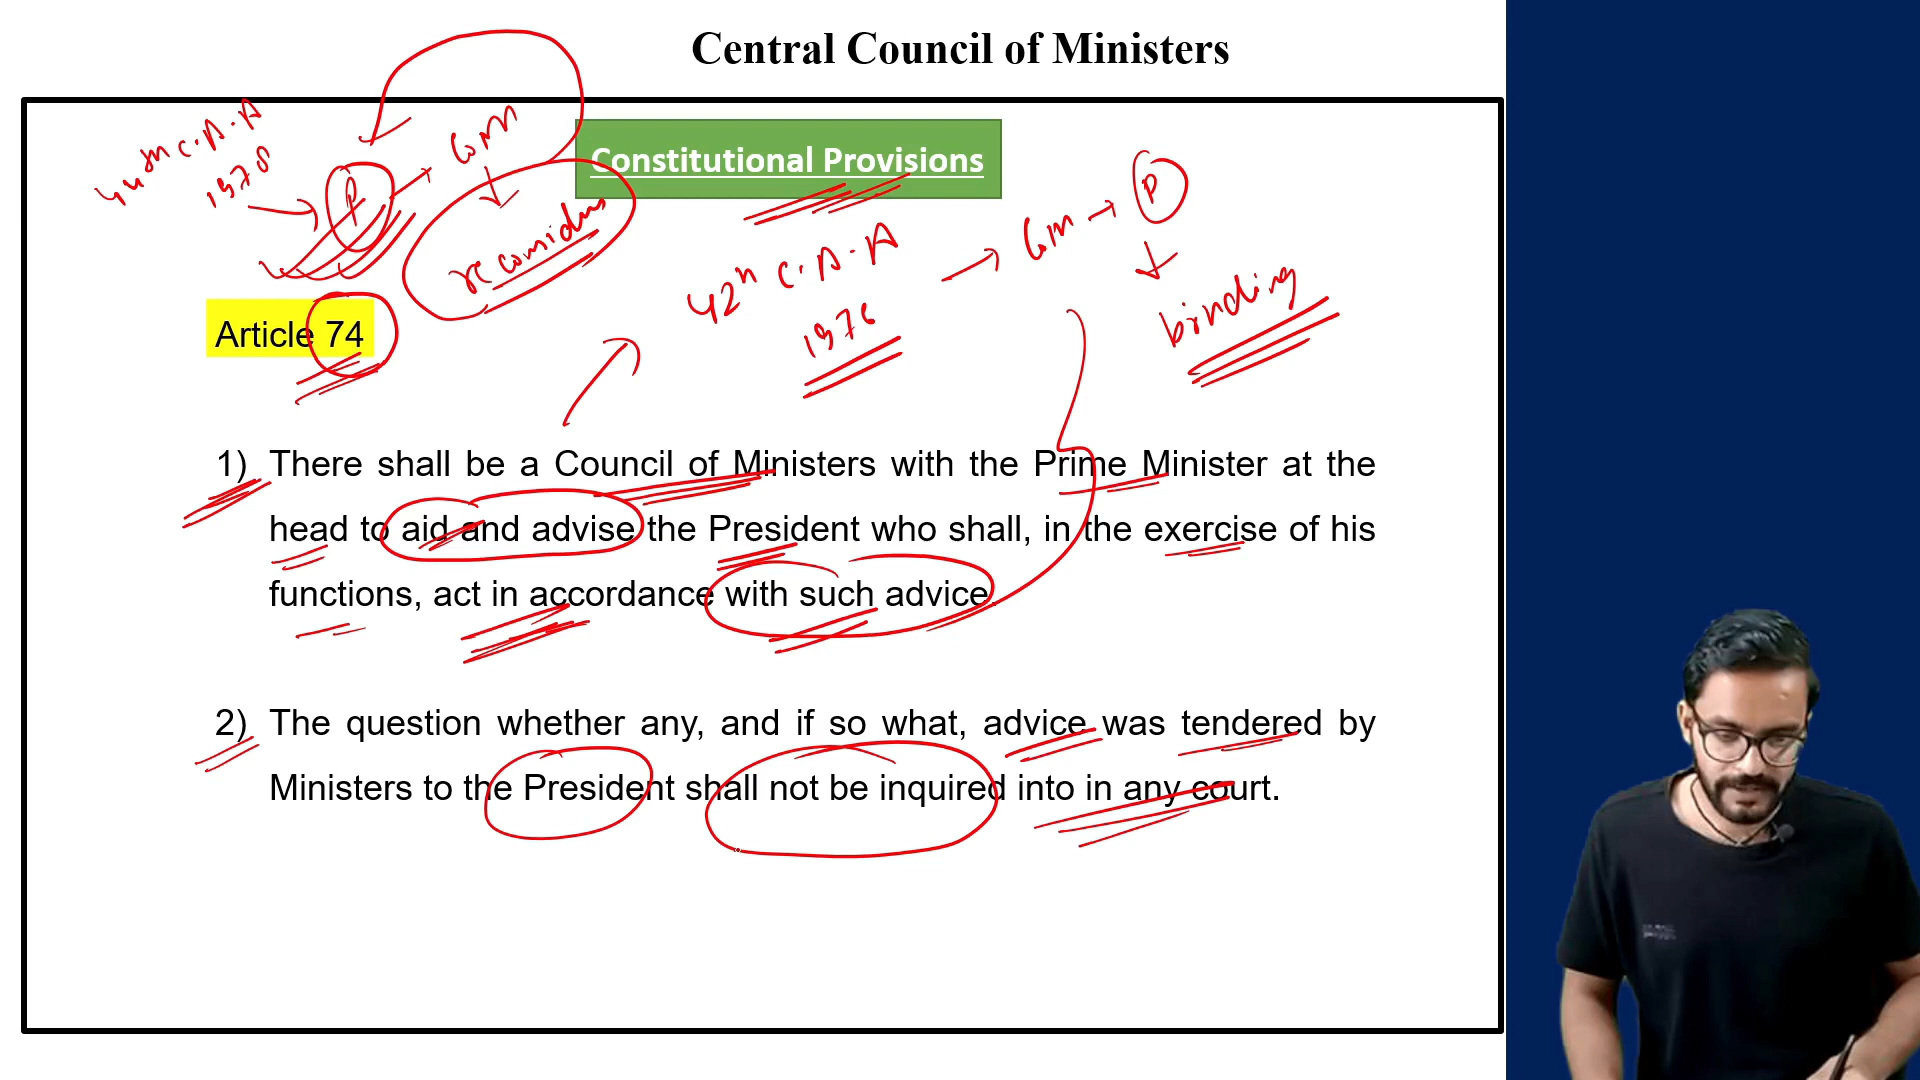 Central Council of Ministers
44th C.A.A
1978
P
COM
Constitutional Provisions
COM
P
42n C.A.A
1976
binding
Article 74
1) There shall be a Council of Ministers with the Prime Minister at the
head to aid and advise the President who shall, in the exercise of his
functions, act in accordance with such advice.
2) The question whether any, and if so what, advice was tendered by
Ministers to the President shall not be inquired into in any court.